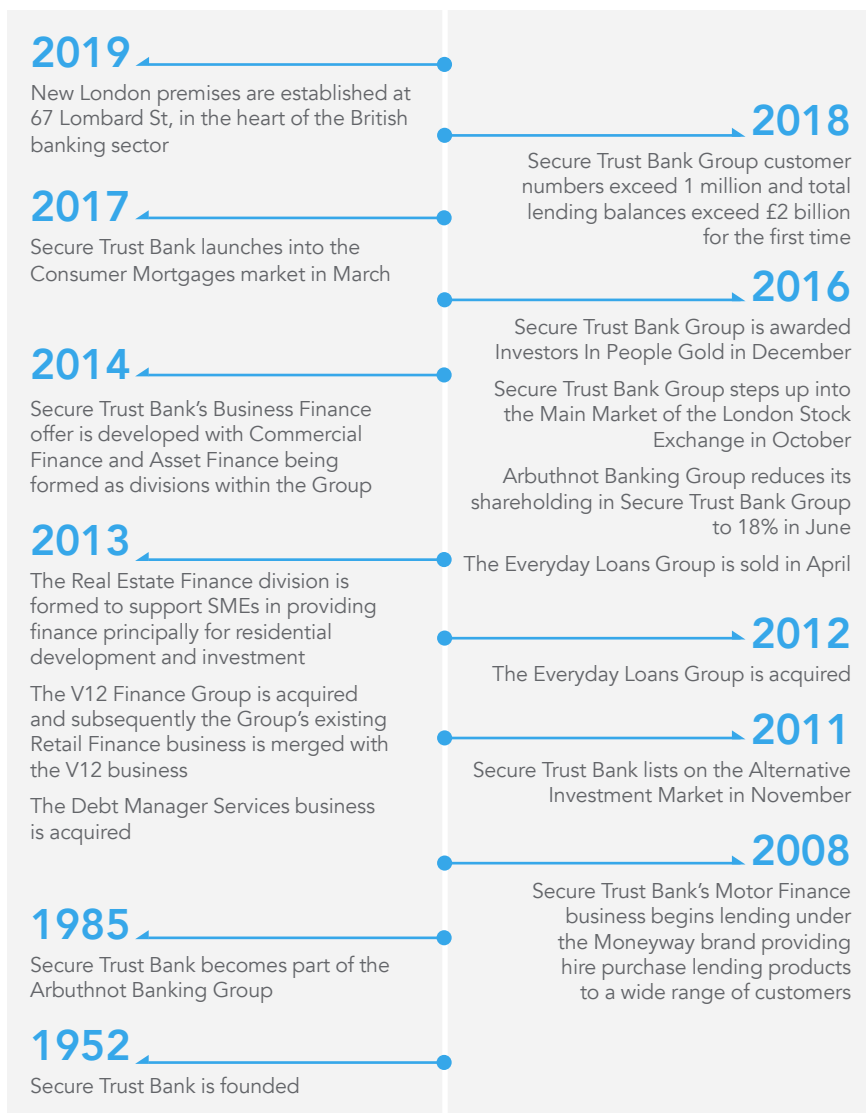 2019
New London premises are established at
67 Lombard St, in the heart of the British
banking sector
2018
Secure Trust Bank Group customer
numbers exceed 1 million and total
lending balances exceed £2 billion
for the first time
2017
Secure Trust Bank launches into the
Consumer Mortgages market in March
2016
Secure Trust Bank Group is awarded
Investors In People Gold in December
Secure Trust Bank Group steps up into
the Main Market of the London Stock
Exchange in October
Arbuthnot Banking Group reduces its
shareholding in Secure Trust Bank Group
to 18% in June
The Everyday Loans Group is sold in April
2014
Secure Trust Bank’s Business Finance
offer is developed with Commercial
Finance and Asset Finance being
formed as divisions within the Group
2013
The Real Estate Finance division is
formed to support SMEs in providing
finance principally for residential
development and investment
The V12 Finance Group is acquired
and subsequently the Group’s existing
Retail Finance business is merged with
the V12 business
The Debt Manager Services business
is acquired
2012
The Everyday Loans Group is acquired
2011
Secure Trust Bank lists on the Alternative
Investment Market in November
2008
Secure Trust Bank’s Motor Finance
business begins lending under
the Moneyway brand providing
hire purchase lending products
to a wide range of customers
1985
Secure Trust Bank becomes part of the
Arbuthnot Banking Group
1952
Secure Trust Bank is founded